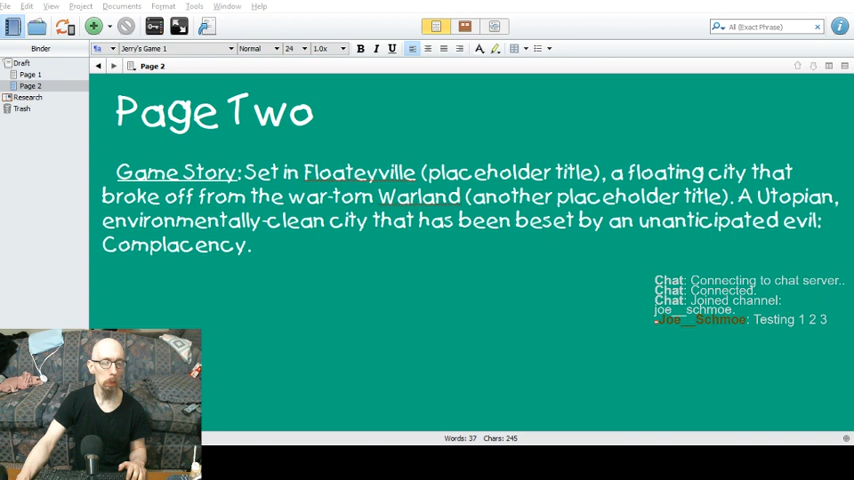 File Edit View Project Documents Format Tools Window Help
All (Exact Phrase)
Binder
¶a Jerry's Game 1 Normal 24 1.0x B I U A
Draft
Page 2
Page 1
Page 2
Research
Trash
Page Two
Game Story: Set in Floateyville (placeholder title), a floating city that
broke off from the war-torn Warland (another placeholder title). A Utopian,
environmentally-clean city that has been beset by an unanticipated evil:
Complacency.
Chat: Connecting to chat server..
Chat: Connected.
Chat: Joined channel:
joe__schmoe.
Joe__Schmoe: Testing 1 2 3
Words: 37 Chars: 245